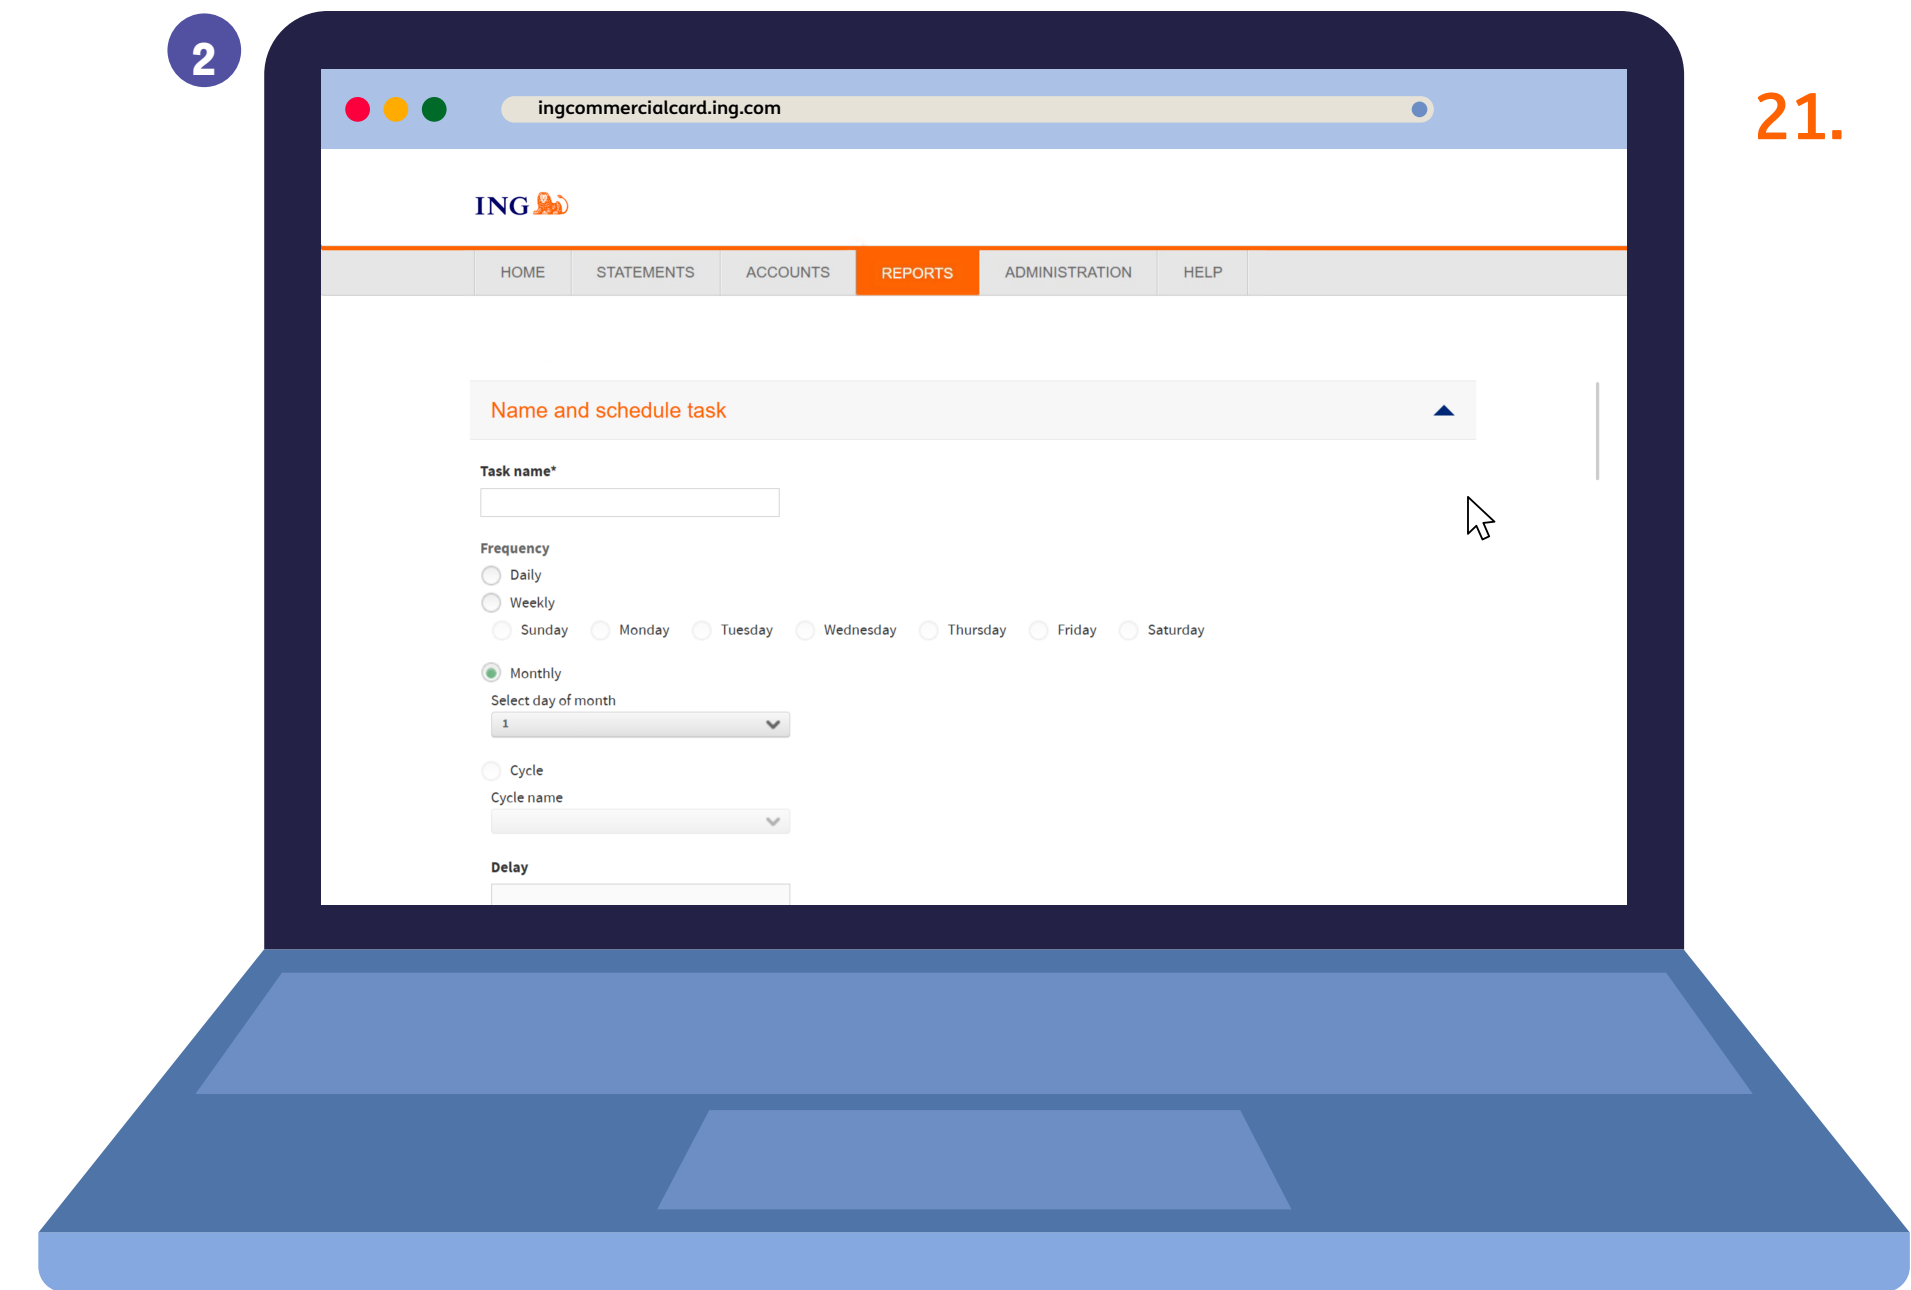 2
ingcommercialcard.ing.com
21.
ING
HOME STATEMENTS ACCOUNTS REPORTS ADMINISTRATION HELP
Name and schedule task
Task name*
Frequency
Daily
Weekly
Sunday Monday Tuesday Wednesday Thursday Friday Saturday
Monthly
Select day of month
1
Cycle
Cycle name
Delay